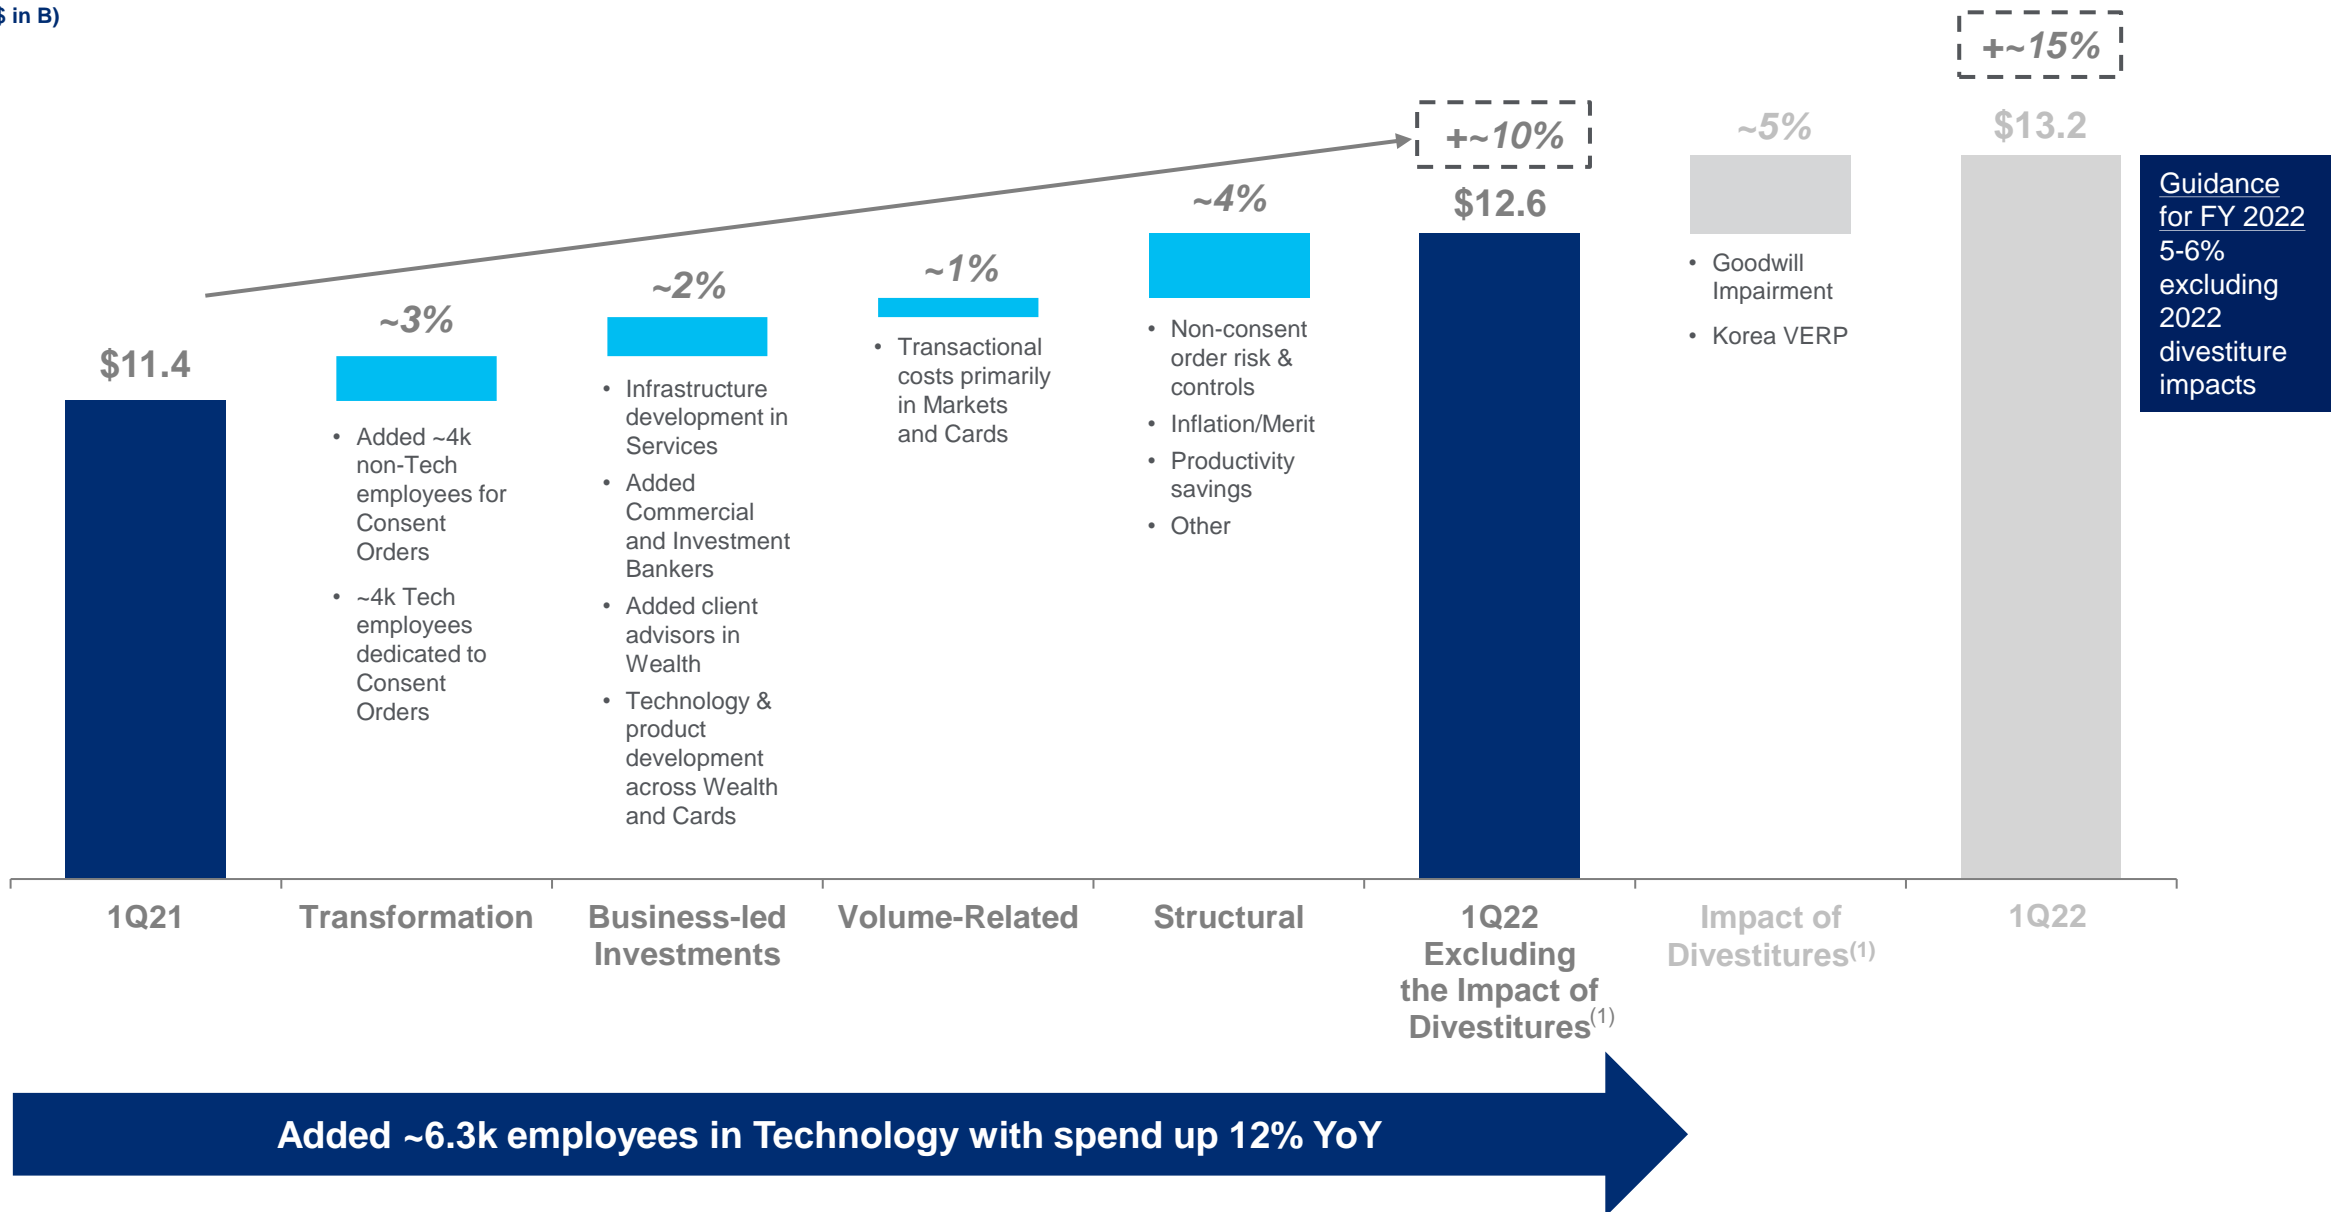 $ in B)
+~15%
+~10%
~5%
$13.2
Guidance
for FY 2022
5-6%
excluding
2022
divestiture
impacts
~4%
$12.6
~1%
~2%
~3%
$11.4
• Added ~4k
non-Tech
employees for
Consent
Orders
• ~4k Tech
employees
dedicated to
Consent
Orders
• Infrastructure
development in
Services
• Added
Commercial
and Investment
Bankers
• Added client
advisors in
Wealth
• Technology &
product
development
across Wealth
and Cards
• Transactional
costs primarily
in Markets
and Cards
• Non-consent
order risk &
controls
• Inflation/Merit
• Productivity
savings
• Other
• Goodwill
Impairment
• Korea VERP
1Q21
Transformation
Business-led
Investments
Volume-Related
Structural
1Q22
Excluding
the Impact of
Divestitures(1)
Impact of
Divestitures(1)
1Q22
Added ~6.3k employees in Technology with spend up 12% YoY